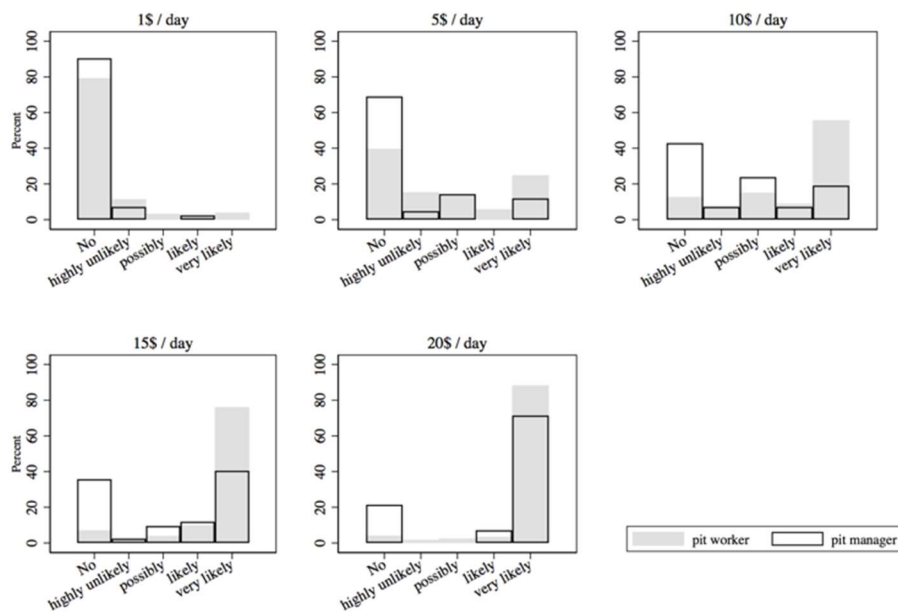 1$ / day
Percent
0 20 40 60 80 100
No highly unlikely possibly likely very likely
5$ / day
0 20 40 60 80 100
No highly unlikely possibly likely very likely
10$ / day
0 20 40 60 80 100
No highly unlikely possibly likely very likely
15$ / day
Percent
0 20 40 60 80 100
No highly unlikely possibly likely very likely
20$ / day
0 20 40 60 80 100
No highly unlikely possibly likely very likely
pit worker pit manager